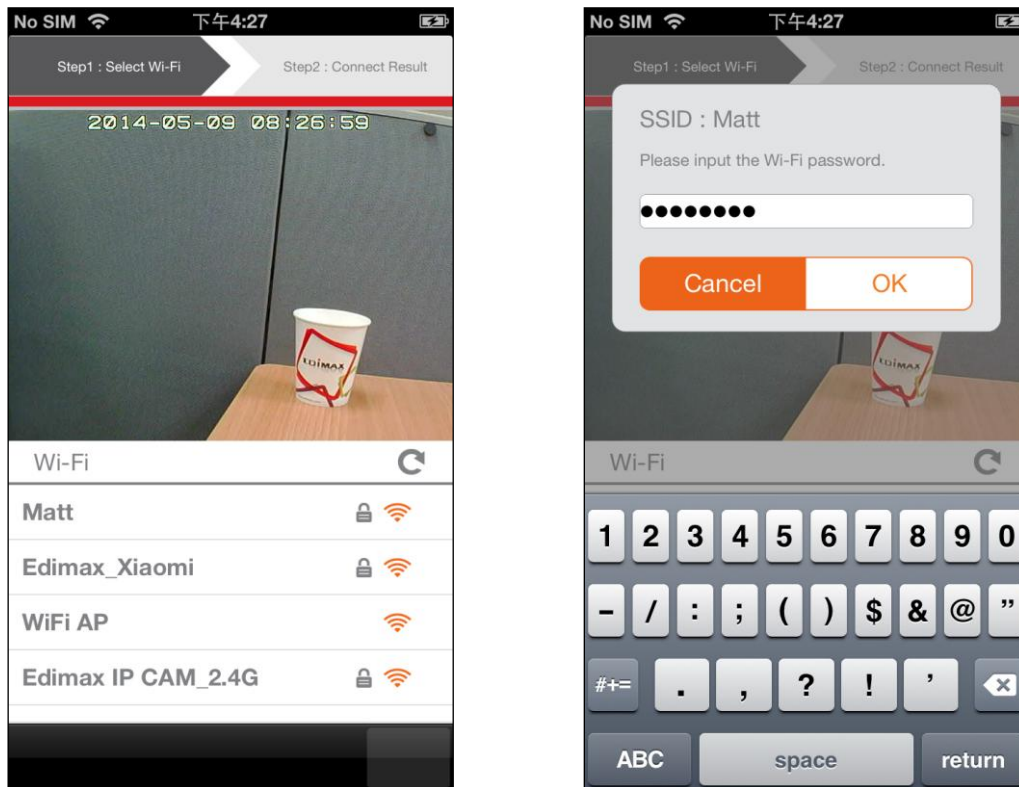 No SIM 下午4:27
Step1 : Select Wi-Fi Step2 : Connect Result
2014-05-09 08:26:59
EDIMAX
Wi-Fi
Matt
Edimax_Xiaomi
WiFi AP
Edimax IP CAM_2.4G
No SIM 下午4:27
Step1 : Select Wi-Fi Step2 : Connect Result
SSID : Matt
Please input the Wi-Fi password.
●●●●●●●●
Cancel OK
EDIMAX
Wi-Fi
1 2 3 4 5 6 7 8 9 0
- / : ; ( ) $ & @ ”
#+= . , ? ! ’
ABC space return